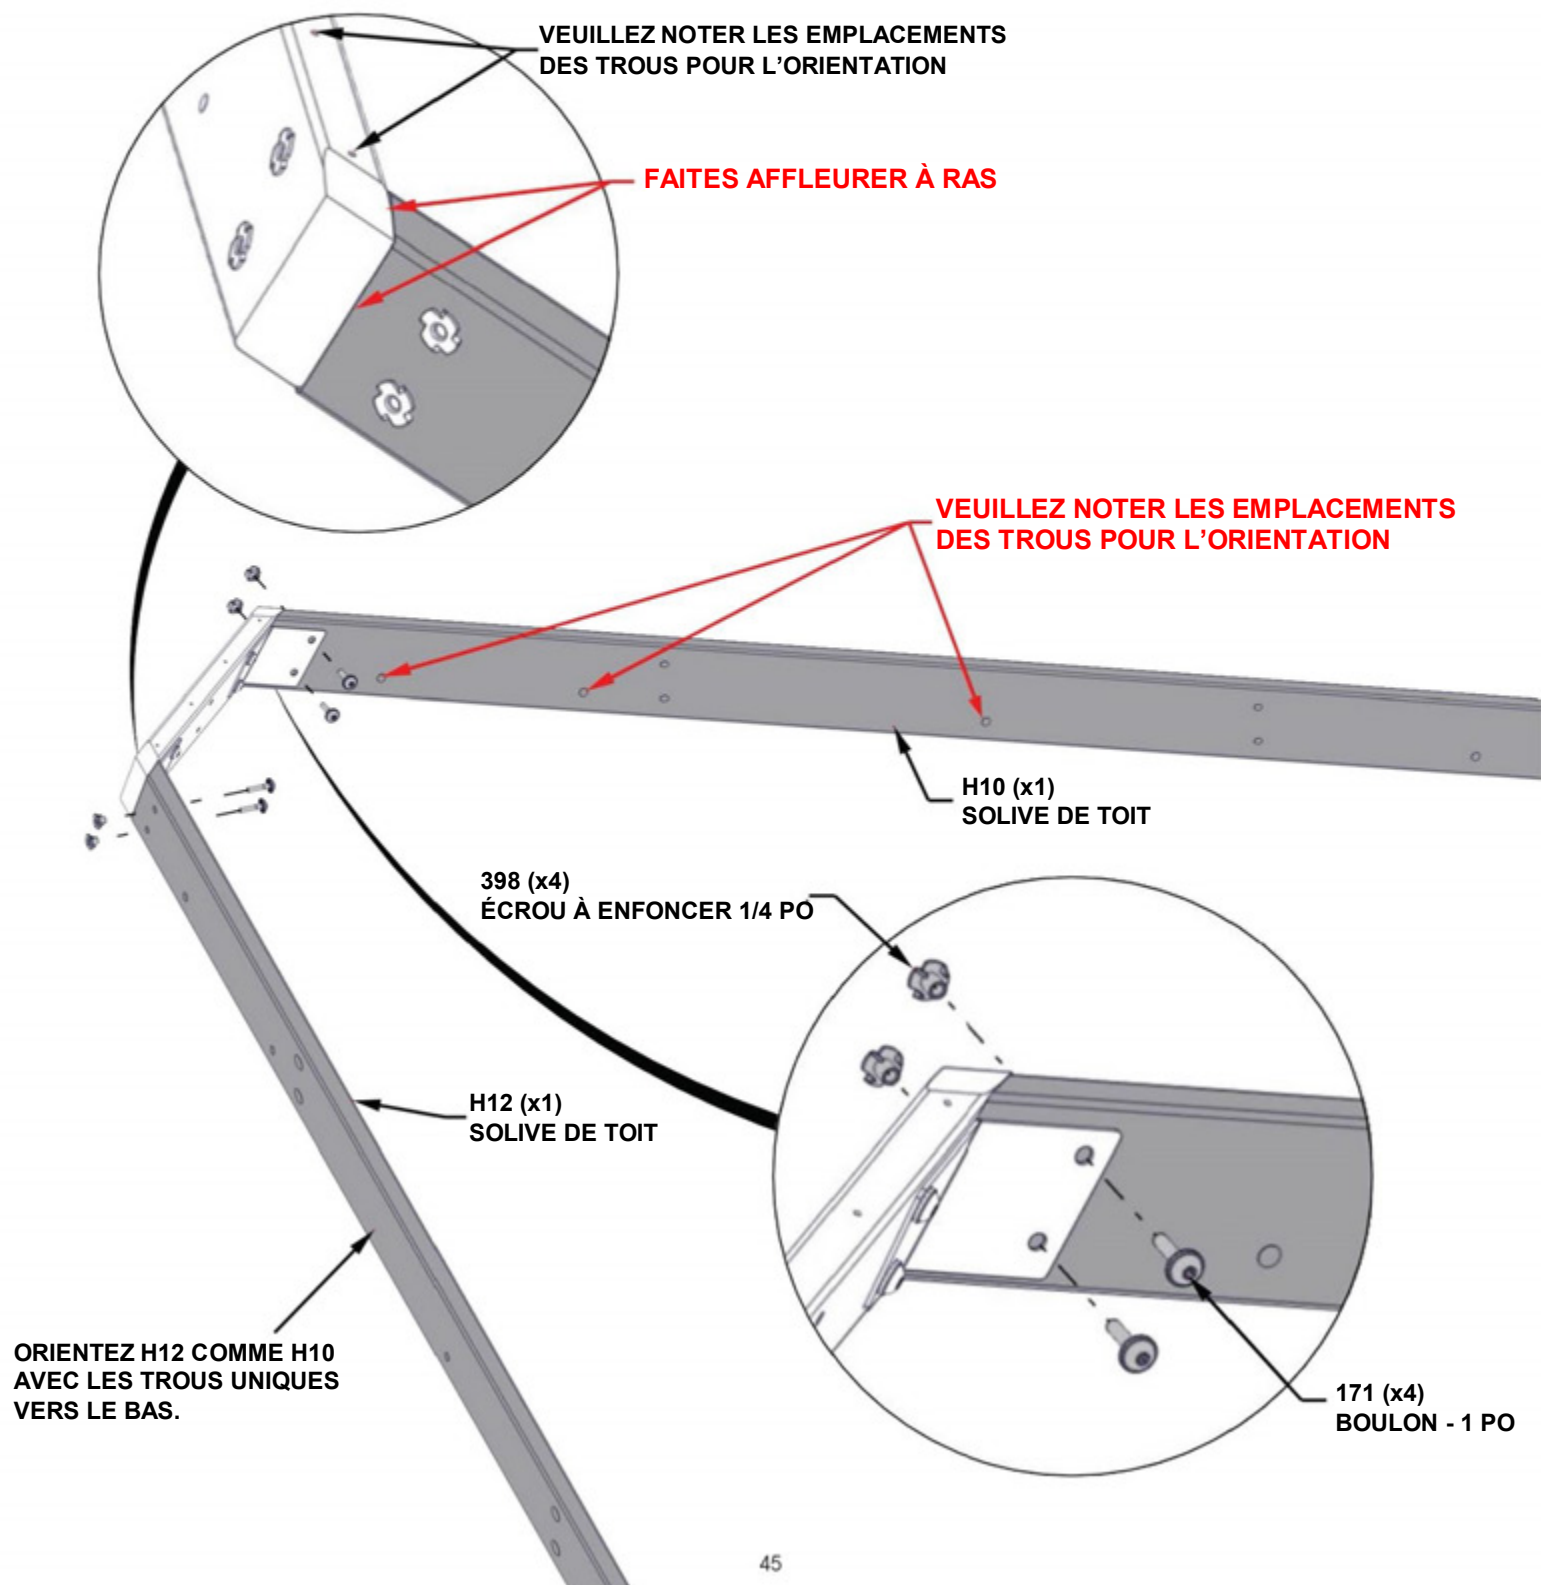 VEUILLEZ NOTER LES EMPLACEMENTS
DES TROUS POUR L’ORIENTATION
FAITES AFFLEURER À RAS
VEUILLEZ NOTER LES EMPLACEMENTS
DES TROUS POUR L’ORIENTATION
H10 (x1)
SOLIVE DE TOIT
398 (x4)
ÉCROU À ENFONCER 1/4 PO
H12 (x1)
SOLIVE DE TOIT
ORIENTEZ H12 COMME H10
AVEC LES TROUS UNIQUES
VERS LE BAS.
171 (x4)
BOULON - 1 PO
45